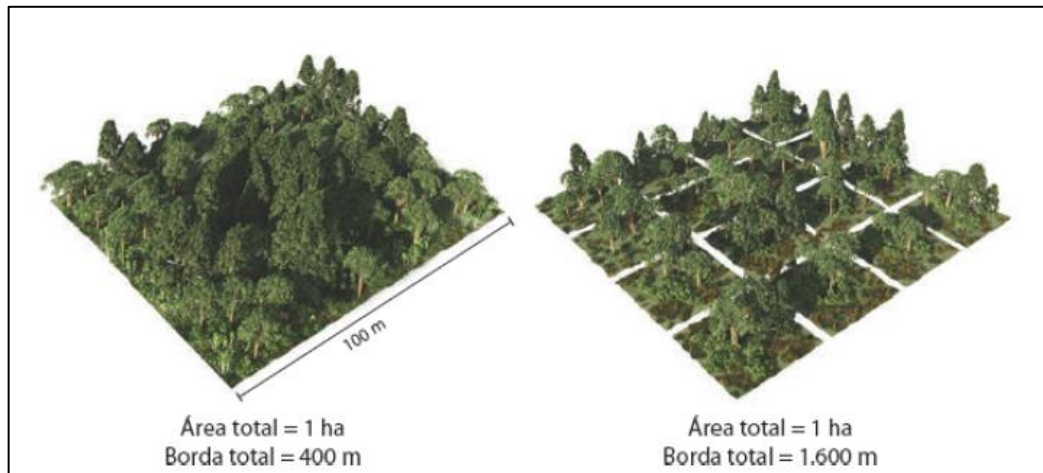 100 m
Área total = 1 ha
Borda total = 400 m
Área total = 1 ha
Borda total = 1.600 m